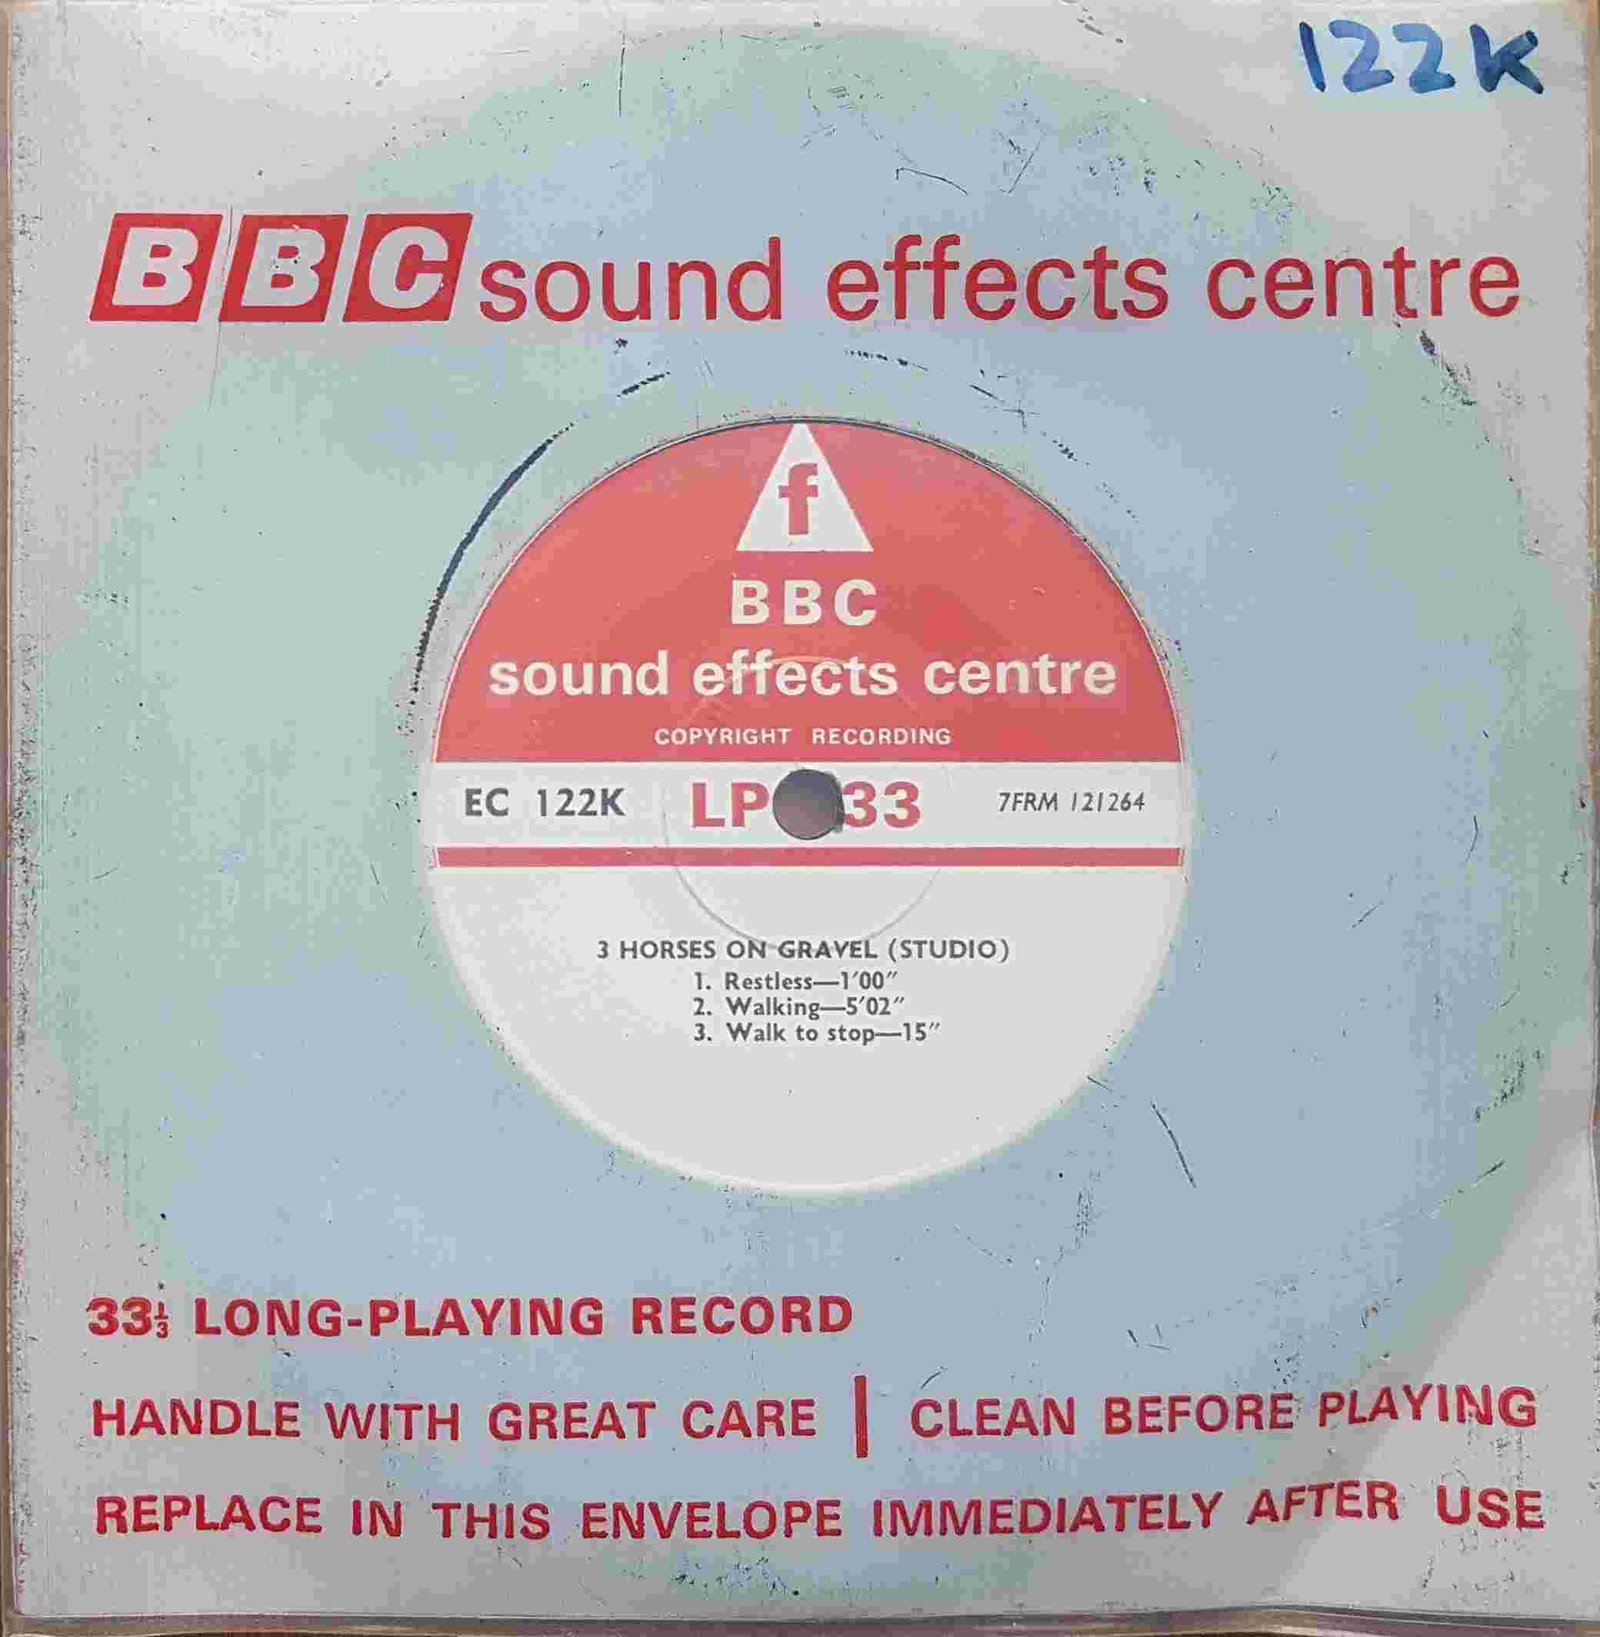 122K
BBC sound effects centre
f
BBC
sound effects centre
COPYRIGHT RECORDING
EC 122K LP 33 7FRM 121264
3 HORSES ON GRAVEL (STUDIO)
1. Restless—1′00″
2. Walking—5′02″
3. Walk to stop—15″
33⅓ LONG-PLAYING RECORD
HANDLE WITH GREAT CARE | CLEAN BEFORE PLAYING
REPLACE IN THIS ENVELOPE IMMEDIATELY AFTER USE